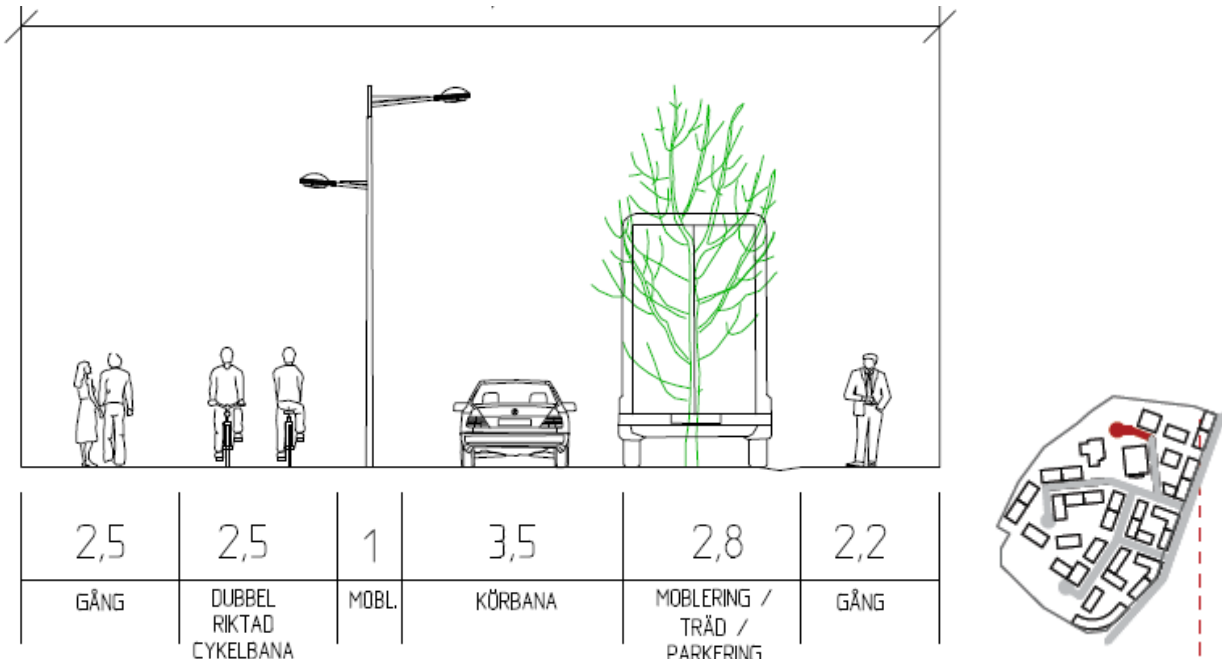 2,5 2,5 1 3,5 2,8 2,2
GÅNG DUBBEL MOBL. KÖRBANA MOBLERING / GÅNG
RIKTAD TRÄD /
CYKELBANA PARKERING